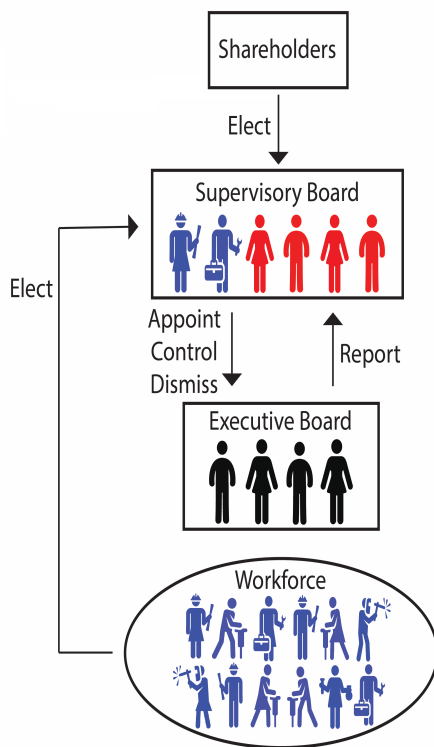 Shareholders
Elect
Supervisory Board
Elect
Appoint
Control
Dismiss
Report
Executive Board
Workforce